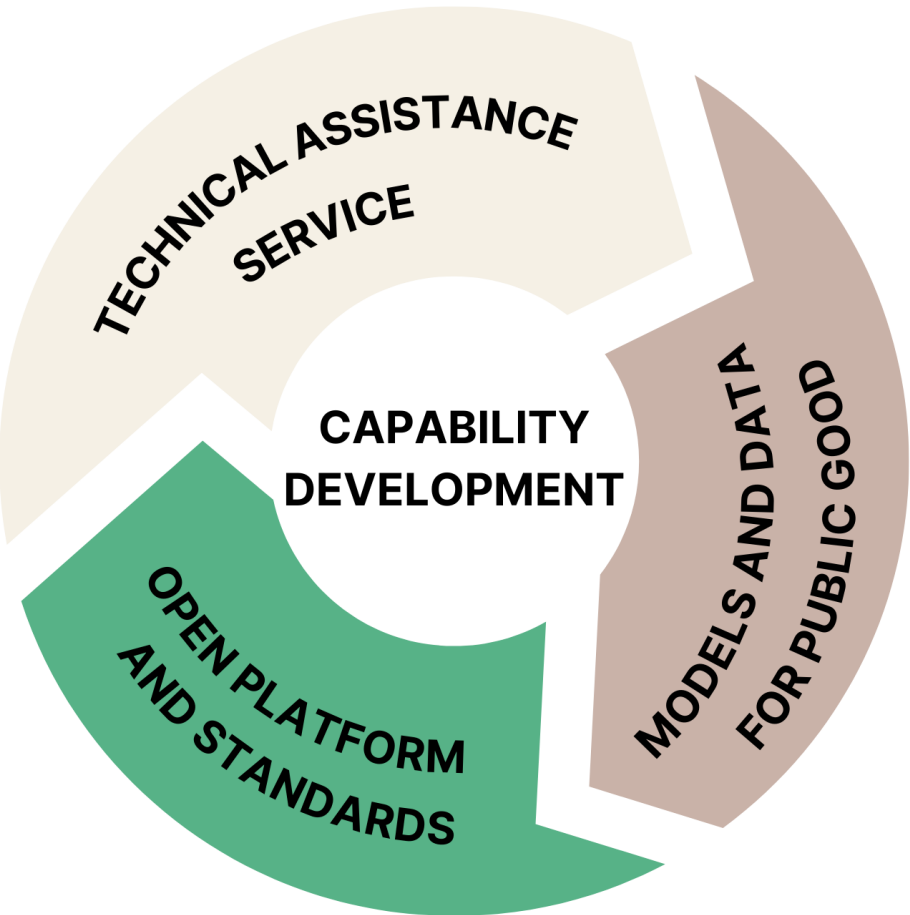 TECHNICAL ASSISTANCE
SERVICE
CAPABILITY
DEVELOPMENT
MODELS AND DATA
FOR PUBLIC GOOD
OPEN PLATFORM
AND STANDARDS